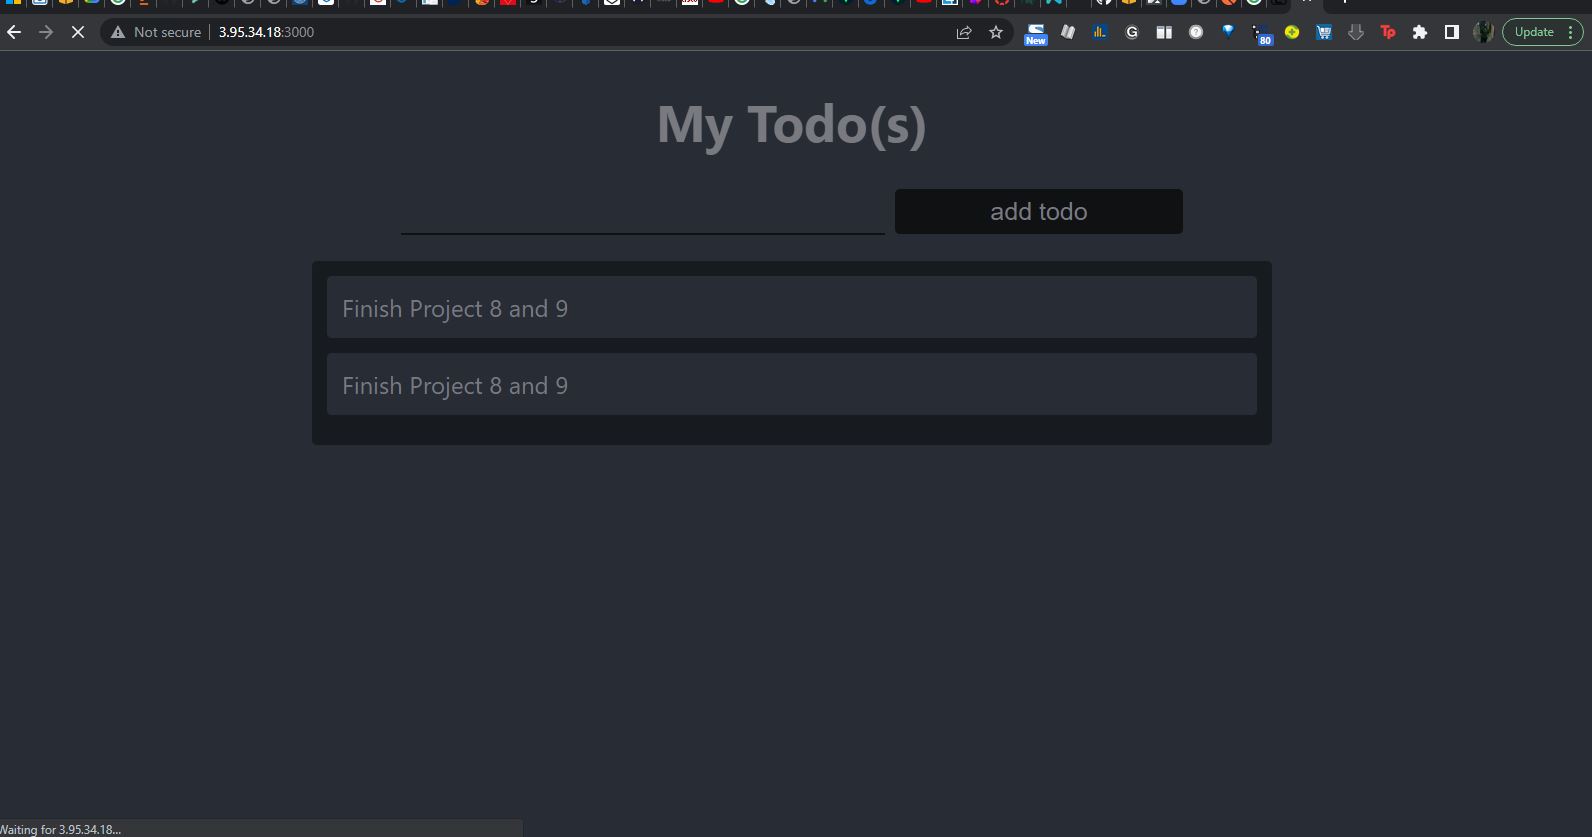 Not secure 3.95.34.18:3000
New
80
Update
My Todo(s)
add todo
Finish Project 8 and 9
Finish Project 8 and 9
Waiting for 3.95.34.18...